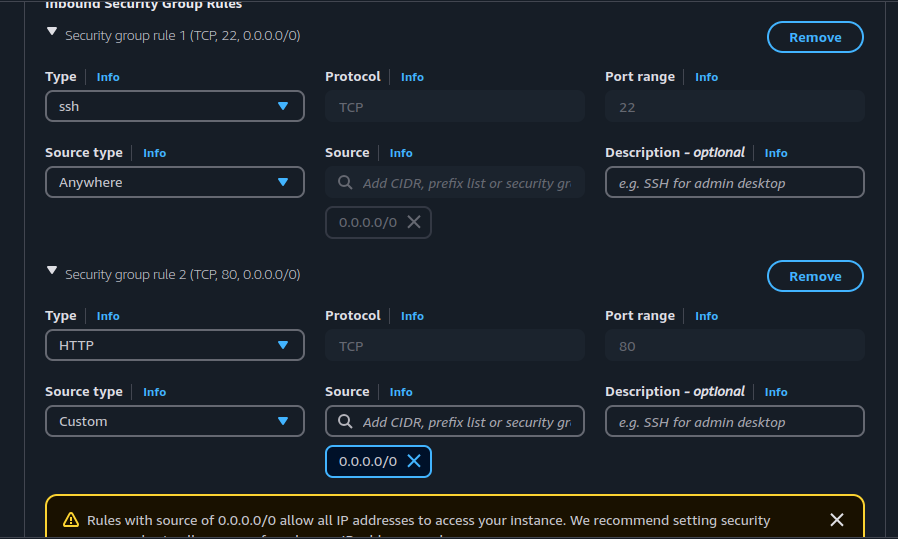 Inbound Security Group Rules
Security group rule 1 (TCP, 22, 0.0.0.0/0)
Remove
Type Info Protocol Info Port range Info
ssh TCP 22
Source type Info Source Info Description - optional Info
Anywhere Add CIDR, prefix list or security gr e.g. SSH for admin desktop
0.0.0.0/0
Security group rule 2 (TCP, 80, 0.0.0.0/0)
Remove
Type Info Protocol Info Port range Info
HTTP TCP 80
Source type Info Source Info Description - optional Info
Custom Add CIDR, prefix list or security gr e.g. SSH for admin desktop
0.0.0.0/0
Rules with source of 0.0.0.0/0 allow all IP addresses to access your instance. We recommend setting security